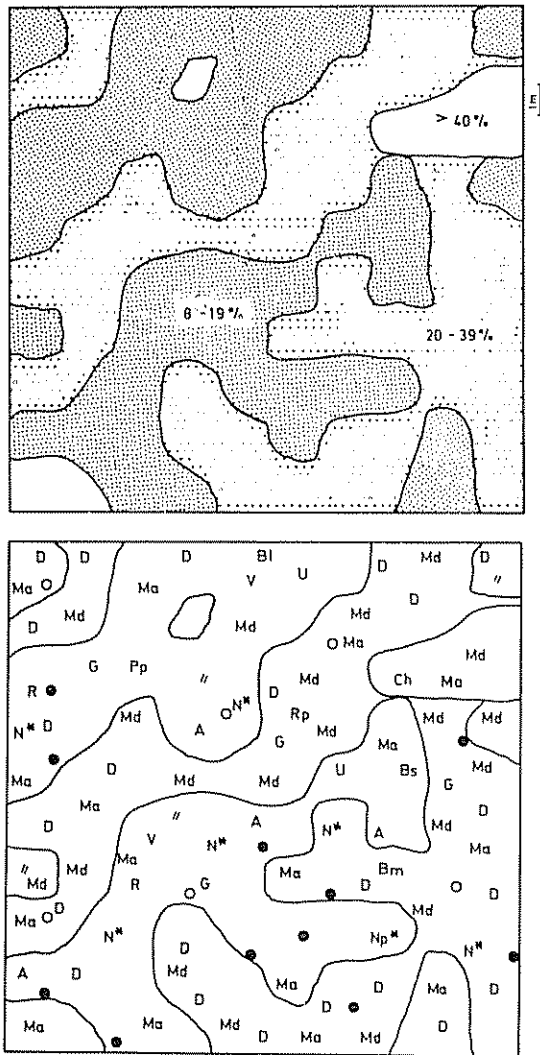 E
> 40 %
8 - 19 %
20 - 39 %
D D D Bl Md D
Ma V U D 〃
Ma D
D Md Md Ma Md
G Pp 〃 Md Ch Ma
R D
N* D Md A N* Rp Md Md
G Md Ma
Ma D Md Md U Bs G Md
Ma 〃 D
D V A N* A Md
〃 Md Ma N* Ma Bm Ma
Md R G D D
Ma D Md
N* D Np* N*
A D Md Ma D Ma D
D D
Ma Ma Md D Ma Md D